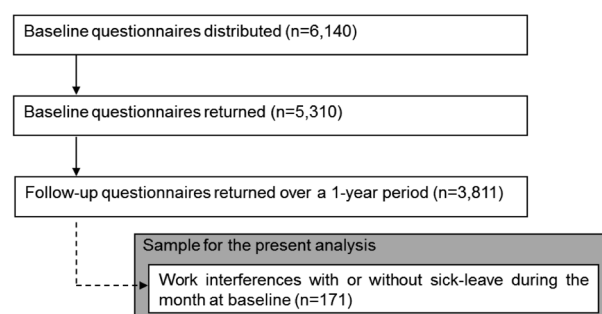 Baseline questionnaires distributed (n=6,140)
Baseline questionnaires returned (n=5,310)
Follow-up questionnaires returned over a 1-year period (n=3,811)
Sample for the present analysis
Work interferences with or without sick-leave during the
month at baseline (n=171)